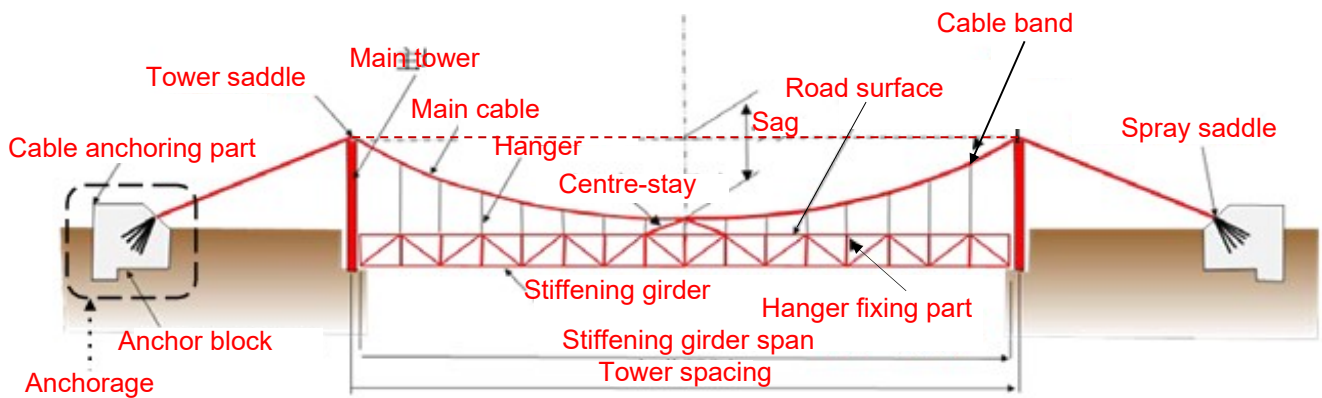 Cable band
Main tower
Tower saddle
Road surface
Main cable
Sag
Spray saddle
Cable anchoring part
Hanger
Centre-stay
Stiffening girder
Hanger fixing part
Anchor block
Stiffening girder span
Tower spacing
Anchorage